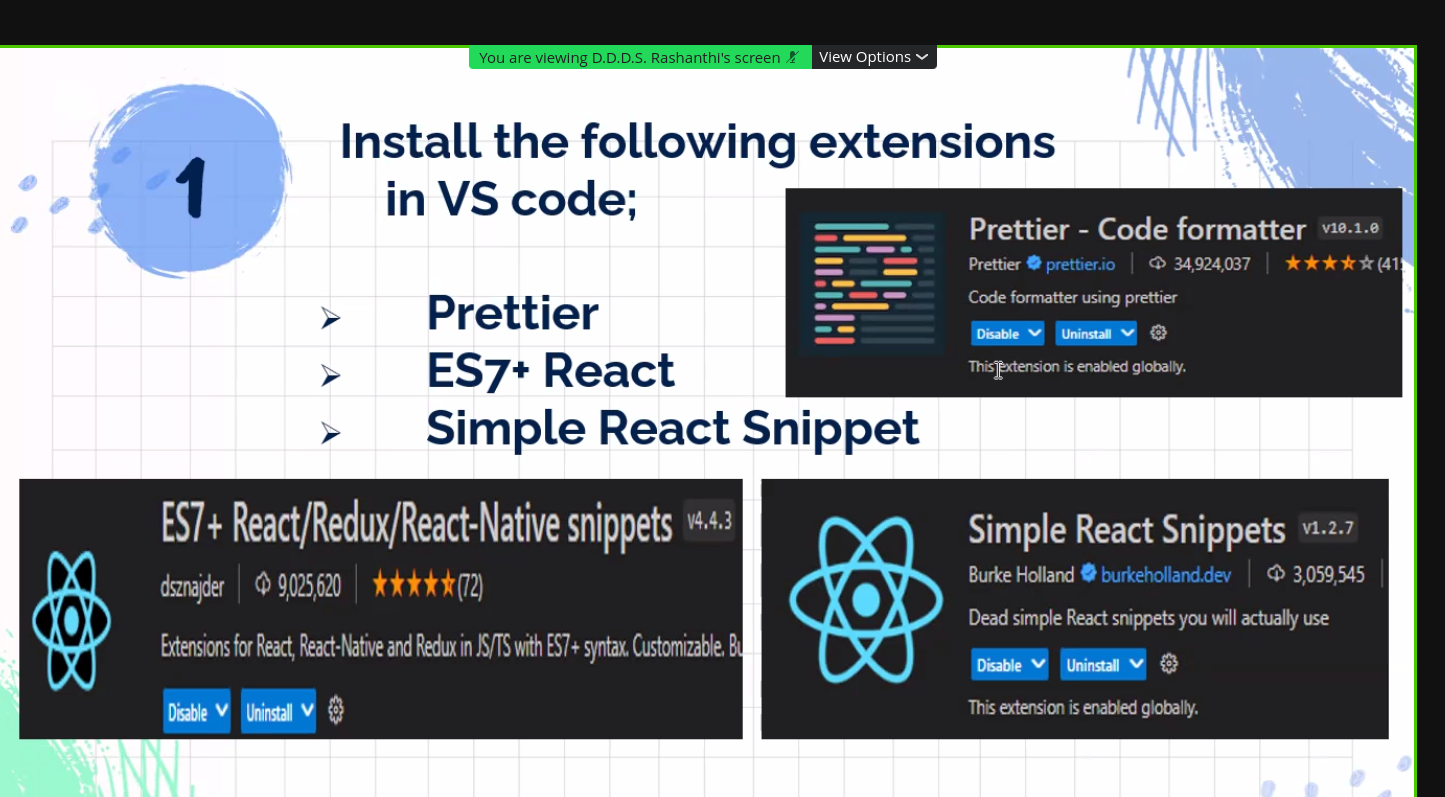 You are viewing D.D.D.S. Rashanthi's screen
View Options
1
Install the following extensions
in VS code;
Prettier
ES7+ React
Simple React Snippet
Prettier - Code formatter v10.1.0
Prettier prettier.io 34,924,037 (41
Code formatter using prettier
Disable Uninstall
This extension is enabled globally.
ES7+ React/Redux/React-Native snippets v4.4.3
dsznajder 9,025,620 (72)
Extensions for React, React-Native and Redux in JS/TS with ES7+ syntax. Customizable. Bu
Disable Uninstall
Simple React Snippets v1.2.7
Burke Holland burkeholland.dev 3,059,545
Dead simple React snippets you will actually use
Disable Uninstall
This extension is enabled globally.